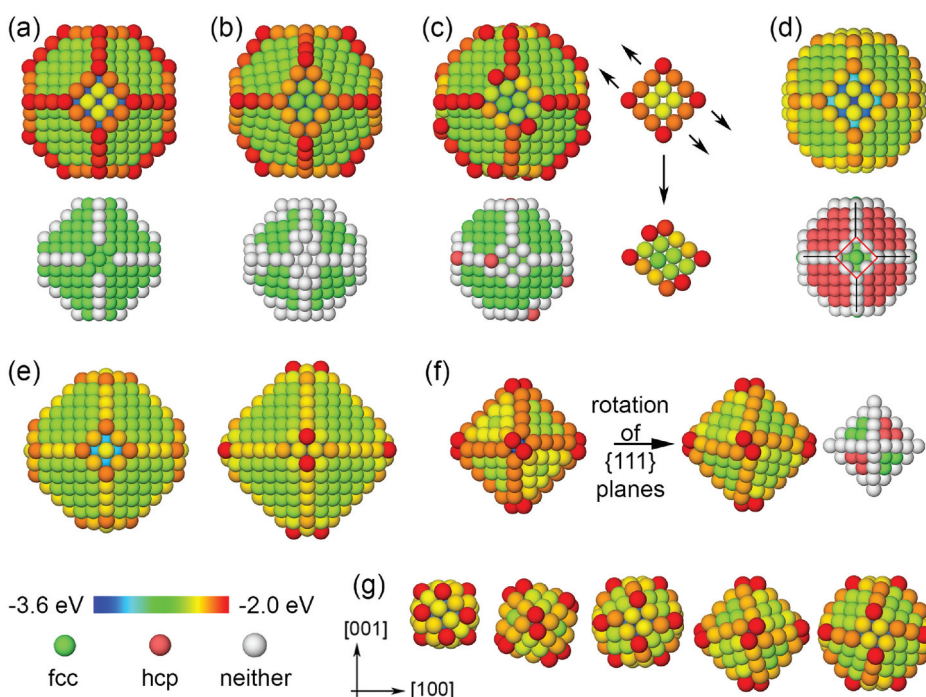 (a)
(b)
(c)
(d)
(e)
(f)
rotation
of
{111}
planes
-3.6 eV
-2.0 eV
fcc
hcp
neither
(g)
[001]
[100]